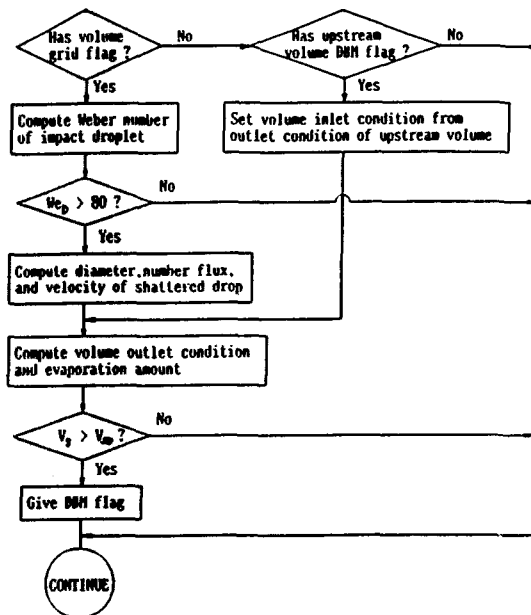 Has volume
grid flag ?
No
Has upstream
volume DBM flag ?
No
Yes
Yes
Compute Weber number
of impact droplet
Set volume inlet condition from
outlet condition of upstream volume
We_D > 80 ?
No
Yes
Compute diameter,number flux,
and velocity of shattered drop
Compute volume outlet condition
and evaporation amount
No
Yes
Give DBM flag
CONTINUE